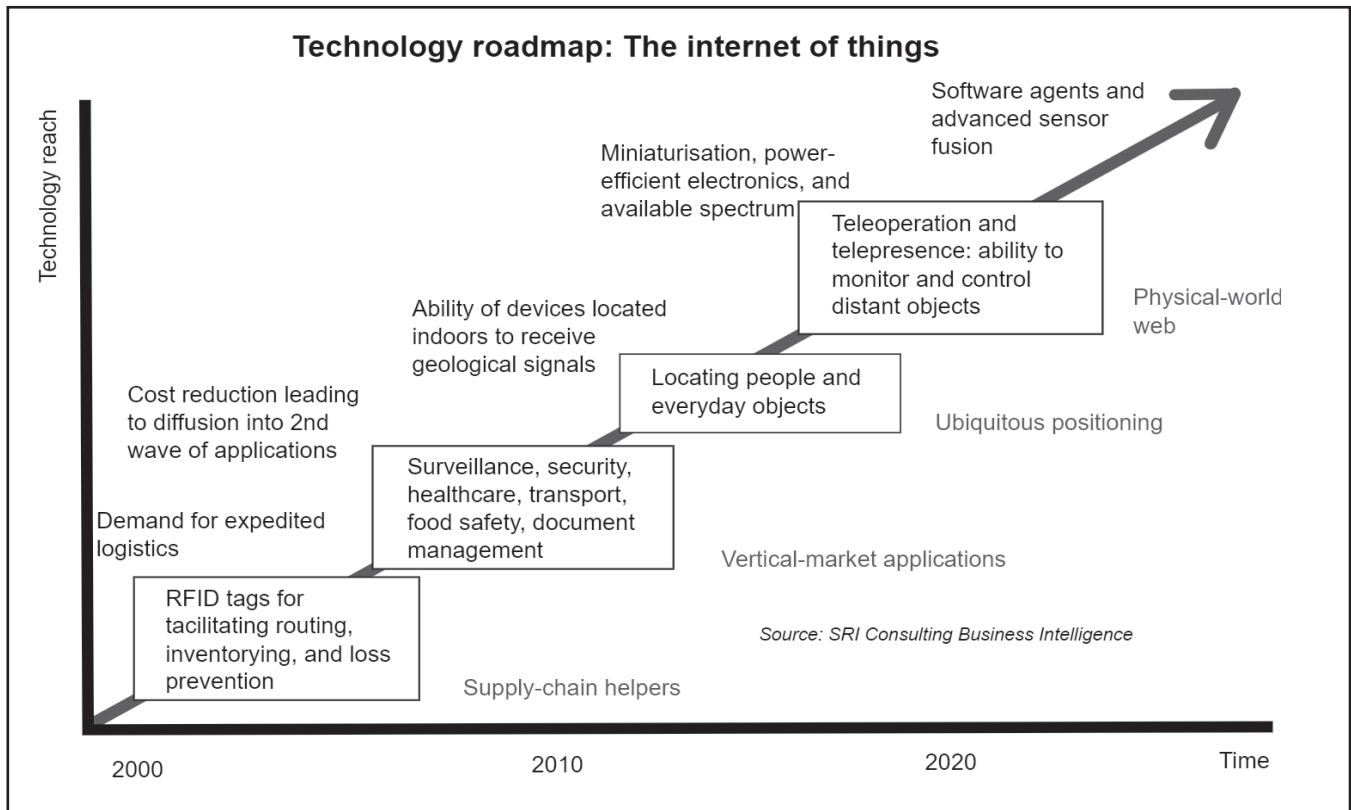 Technology roadmap: The internet of things
Technology reach
Software agents and
advanced sensor
fusion
Miniaturisation, power-
efficient electronics, and
available spectrum
Teleoperation and
telepresence: ability to
monitor and control
distant objects
Physical-world
web
Ability of devices located
indoors to receive
geological signals
Locating people and
everyday objects
Ubiquitous positioning
Cost reduction leading
to diffusion into 2nd
wave of applications
Surveillance, security,
healthcare, transport,
food safety, document
management
Vertical-market applications
Demand for expedited
logistics
RFID tags for
tacilitating routing,
inventorying, and loss
prevention
Supply-chain helpers
Source: SRI Consulting Business Intelligence
2000
2010
2020
Time